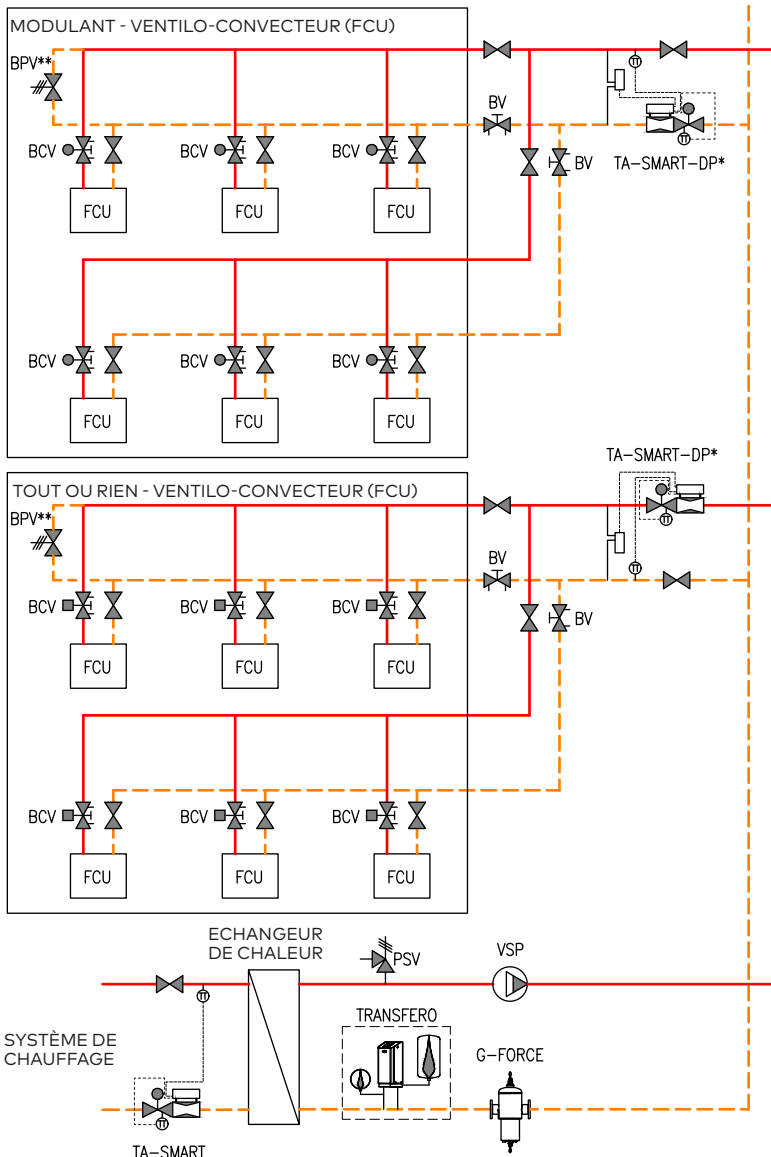 MODULANT - VENTILO-CONVECTEUR (FCU)
BPV**
BV
BCV
BCV
BCV
BV
TA-SMART-DP*
FCU
FCU
FCU
BCV
BCV
BCV
FCU
FCU
FCU
TA-SMART-DP*
TOUT OU RIEN - VENTILO-CONVECTEUR (FCU)
BPV**
BV
BCV
BCV
BCV
BV
FCU
FCU
FCU
BCV
BCV
BCV
FCU
FCU
FCU
ECHANGEUR
DE CHALEUR
PSV
VSP
TRANSFERO
SYSTÈME DE
CHAUFFAGE
G-FORCE
TA-SMART